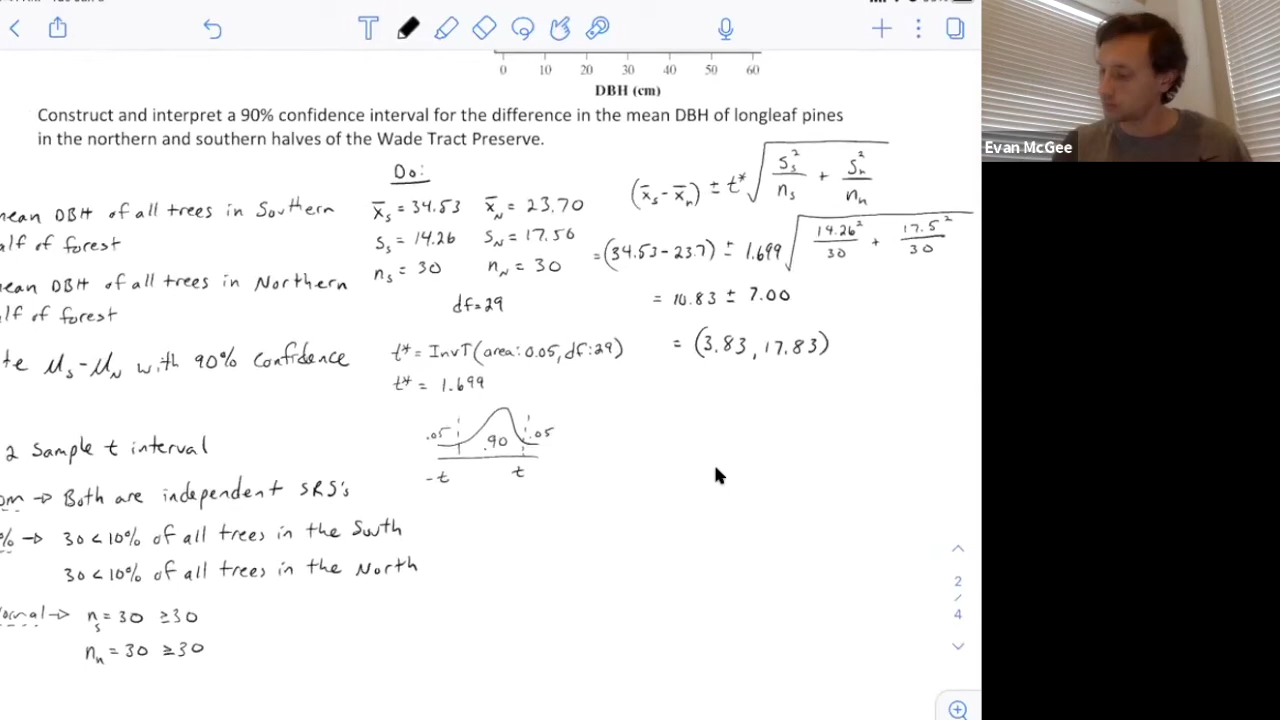 0 10 20 30 40 50 60
DBH (cm)
Construct and interpret a 90% confidence interval for the difference in the mean DBH of longleaf pines
in the northern and southern halves of the Wade Tract Preserve.
mean DBH of all trees in Southern
alf of forest
mean DBH of all trees in Northern
lf of forest
te μs-μN with 90% Confidence
2 Sample t interval
om → Both are independent SRS's
% → 30 < 10% of all trees in the South
30 < 10% of all trees in the North
ormal → ns = 30 ≥30
nn = 30 ≥30
Do:
x̄s = 34.53 x̄N = 23.70
ss = 14.26 sN = 17.50
ns = 30 nN = 30
df=29
t* = InvT(area: 0.05, df: 29)
t* = 1.699
.05 .90 .05
-t t
(x̄s - x̄n) ± t* √ ss²/ns + sn²/nn
= (34.53-23.7) ± 1.699 √ 14.26²/30 + 17.5²/30
= 10.83 ± 7.00
= (3.83, 17.83)
2
/
4
Evan McGee